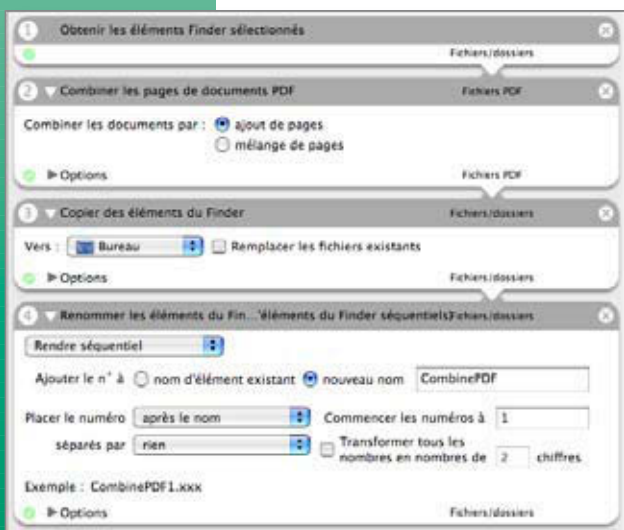 1 Obtenir les éléments Finder sélectionnés
Fichiers/dossiers
2 Combiner les pages de documents PDF Fichiers PDF
Combiner les documents par : ajout de pages
mélange de pages
Options Fichiers PDF
3 Copier des éléments du Finder Fichiers/dossiers
Vers : Bureau Remplacer les fichiers existants
Options Fichiers/dossiers
4 Renommer les éléments du Fin...'éléments du Finder séquentiels) Fichiers/dossiers
Rendre séquentiel
Ajouter le n° à nom d'élément existant nouveau nom CombinePDF
Placer le numéro après le nom Commencer les numéros à 1
séparés par rien Transformer tous les
nombres en nombres de 2 chiffres
Exemple : CombinePDF1.xxx
Options Fichiers/dossiers